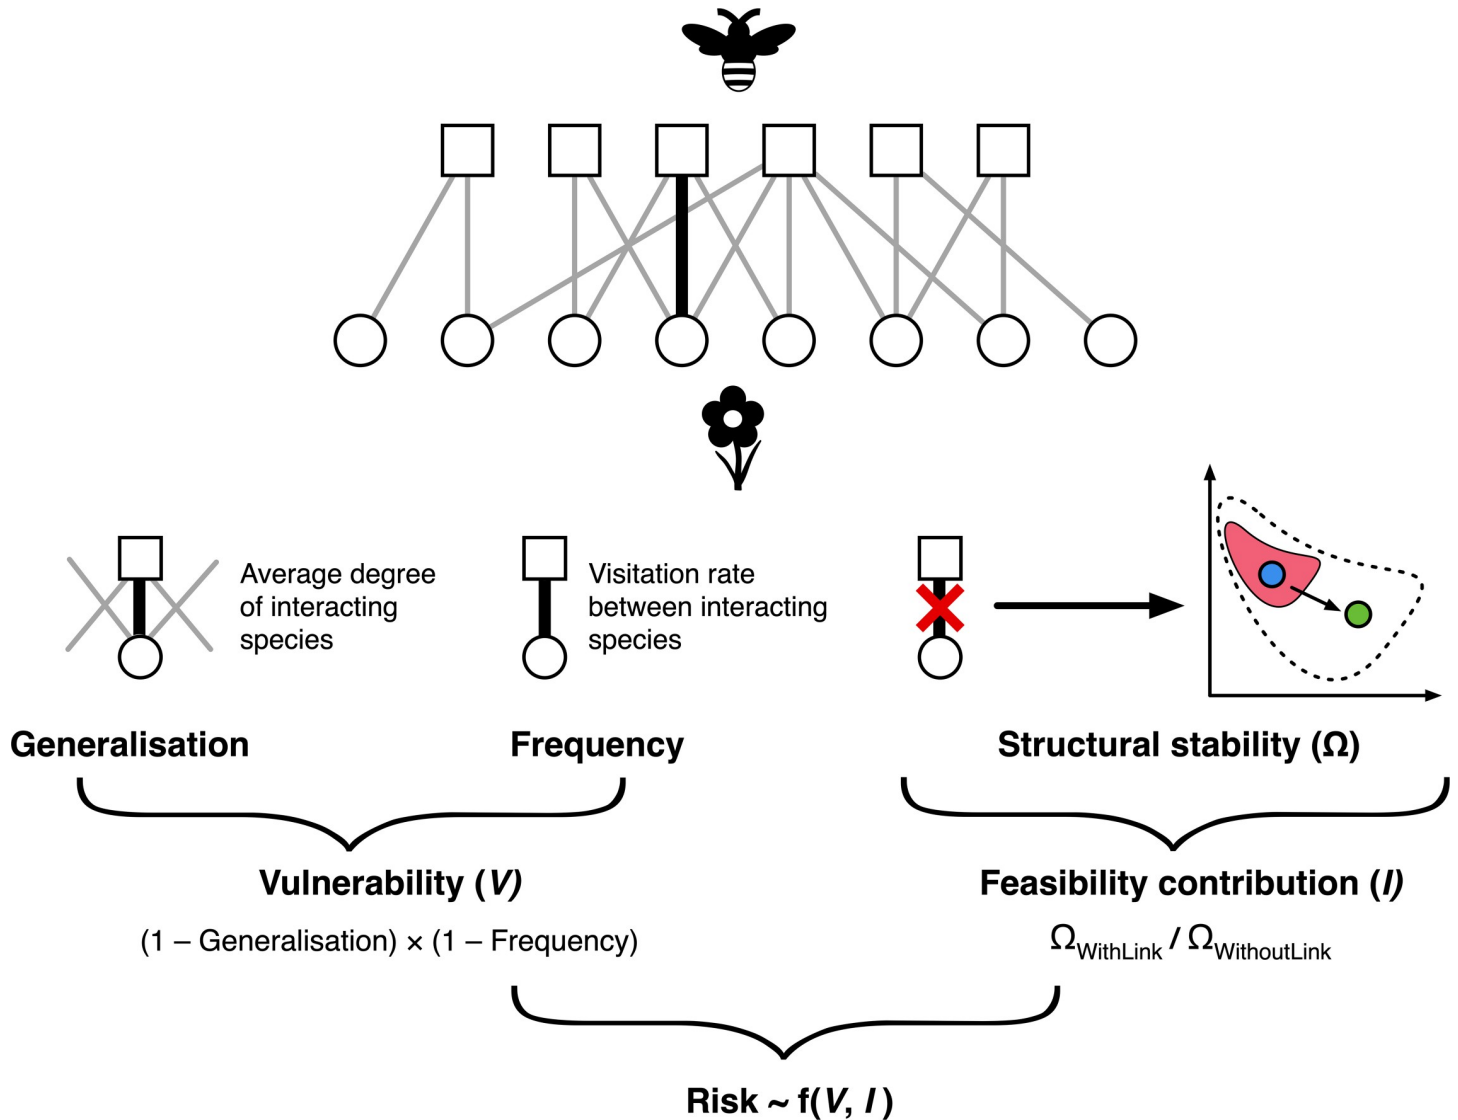 Average degree
of interacting
species
Visitation rate
between interacting
species
Generalisation
Frequency
Structural stability (Ω)
Vulnerability (V)
Feasibility contribution (I)
(1 – Generalisation) × (1 – Frequency)
ΩWithLink / ΩWithoutLink
Risk ~ f(V, I )